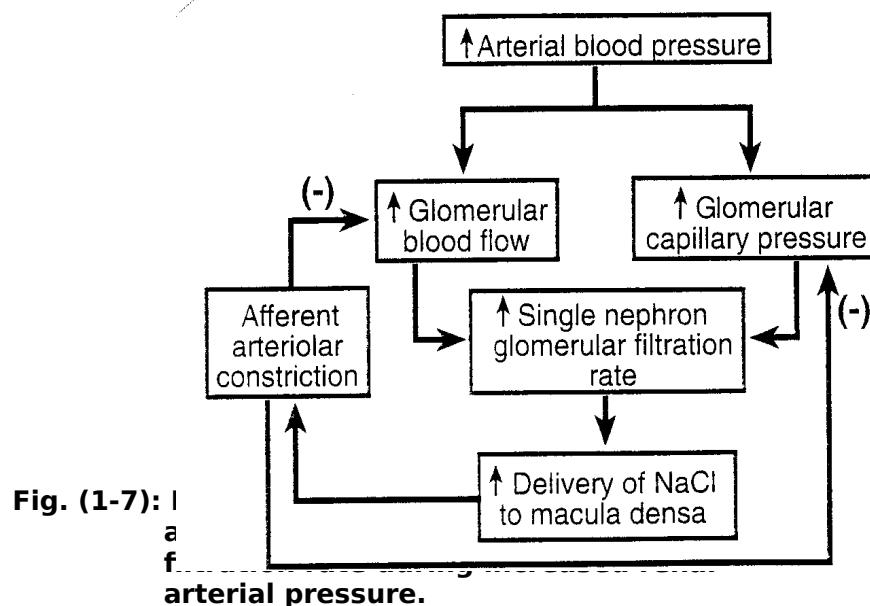 ↑ Arterial blood pressure
(-)
↑ Glomerular
blood flow
↑ Glomerular
capillary pressure
Afferent
arteriolar
constriction
↑ Single nephron
glomerular filtration
rate
(-)
↑ Delivery of NaCl
to macula densa
Fig. (1-7):
arterial pressure.